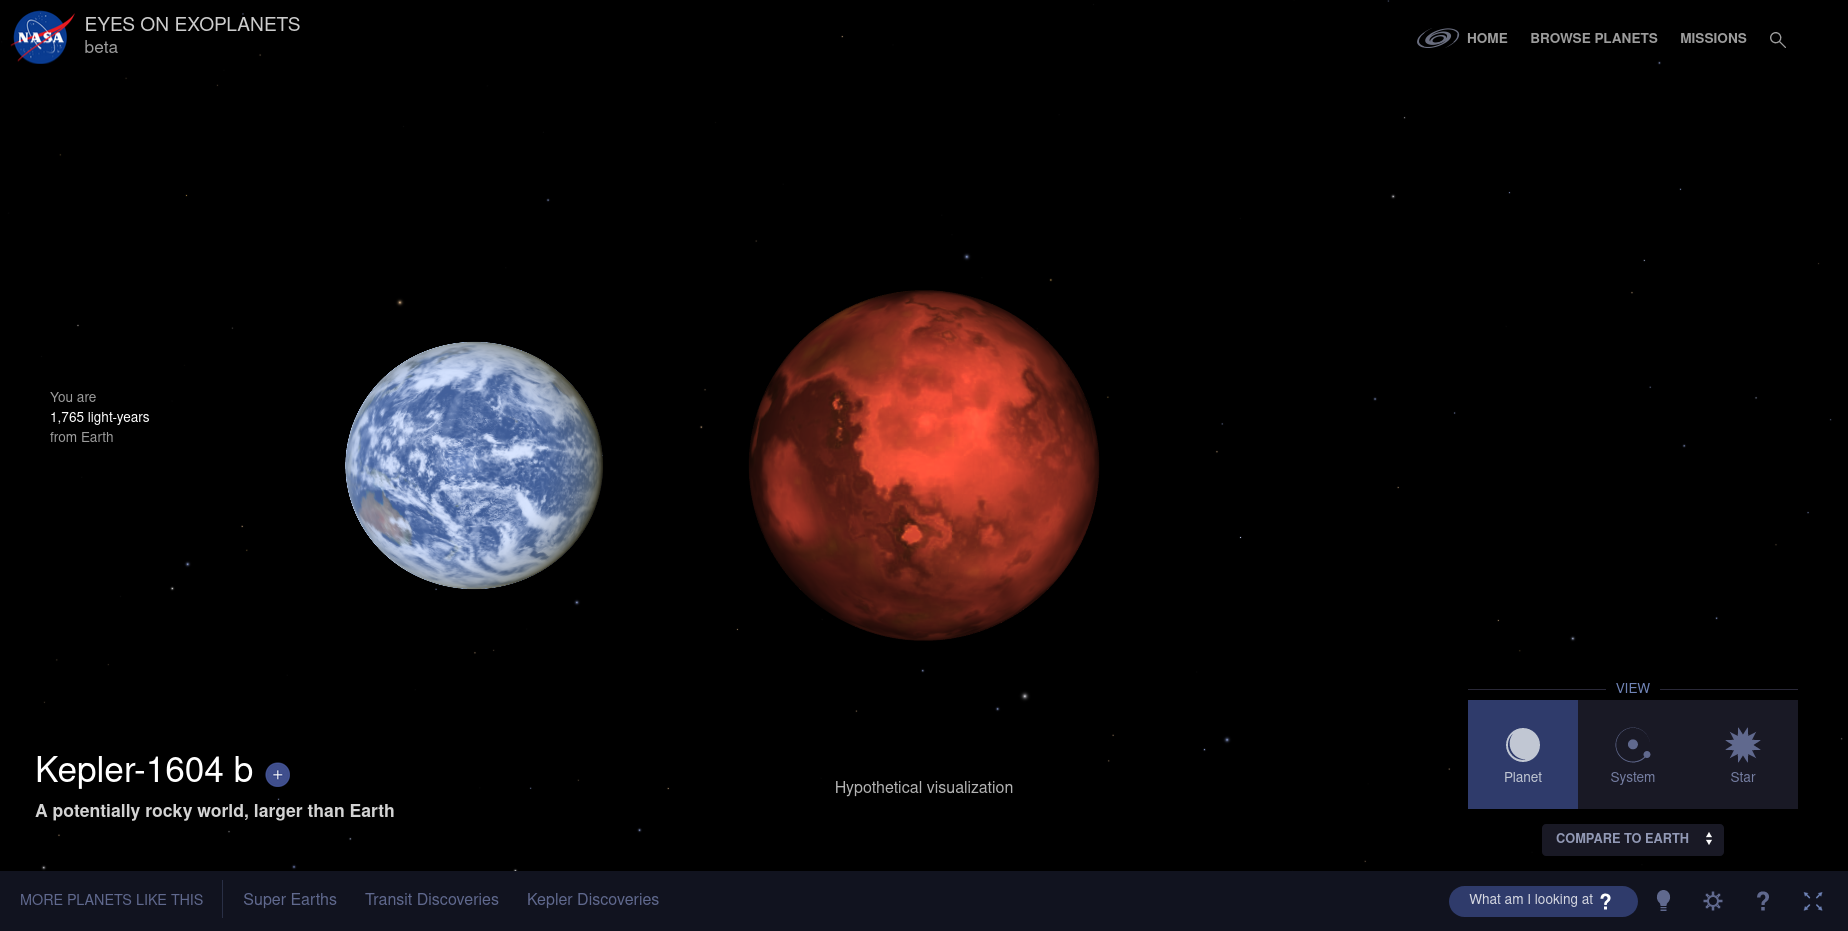 NASA
EYES ON EXOPLANETS
beta
HOME BROWSE PLANETS MISSIONS
You are
1,765 light-years
from Earth
Kepler-1604 b +
A potentially rocky world, larger than Earth
Hypothetical visualization
VIEW
Planet System Star
COMPARE TO EARTH
MORE PLANETS LIKE THIS Super Earths Transit Discoveries Kepler Discoveries
What am I looking at ? ?